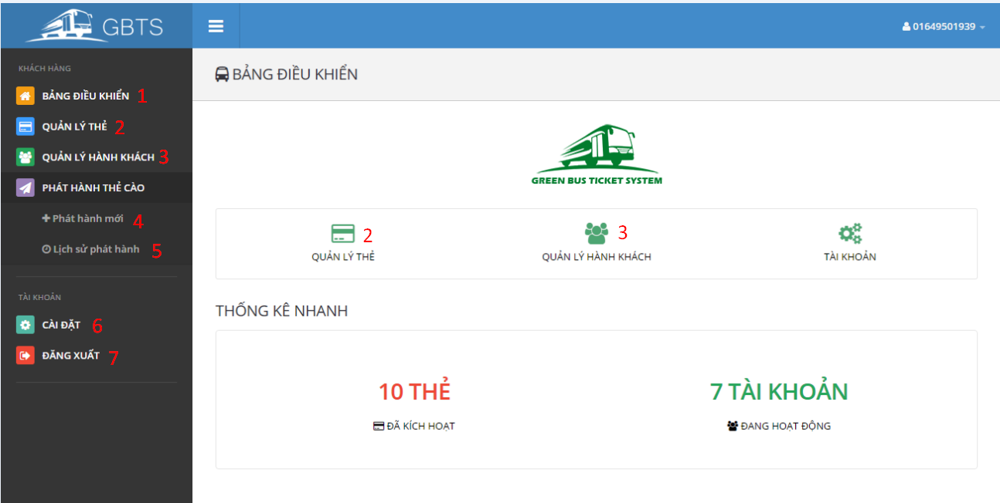 GBTS
01649501939
KHÁCH HÀNG
BẢNG ĐIỀU KHIỂN 1
QUẢN LÝ THẺ 2
QUẢN LÝ HÀNH KHÁCH 3
PHÁT HÀNH THẺ CÀO
Phát hành mới 4
Lịch sử phát hành 5
TÀI KHOẢN
CÀI ĐẶT 6
ĐĂNG XUẤT 7
BẢNG ĐIỀU KHIỂN
GREEN BUS TICKET SYSTEM
2
QUẢN LÝ THẺ
3
QUẢN LÝ HÀNH KHÁCH
TÀI KHOẢN
THỐNG KÊ NHANH
10 THẺ
ĐÃ KÍCH HOẠT
7 TÀI KHOẢN
ĐANG HOẠT ĐỘNG